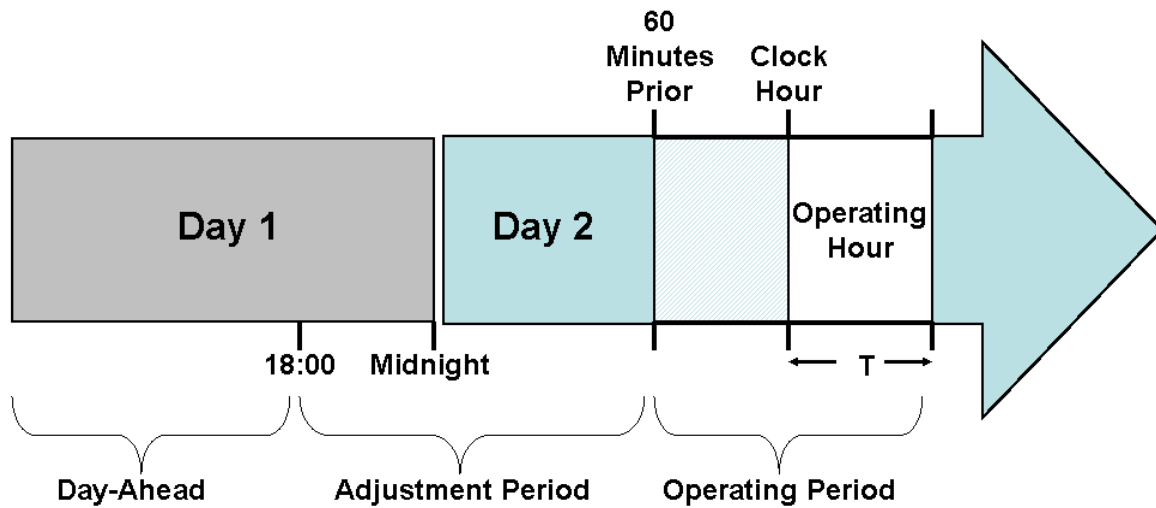 60
Minutes
Prior
Clock
Hour
Day 1
Day 2
Operating
Hour
18:00
Midnight
T
Day-Ahead
Adjustment Period
Operating Period